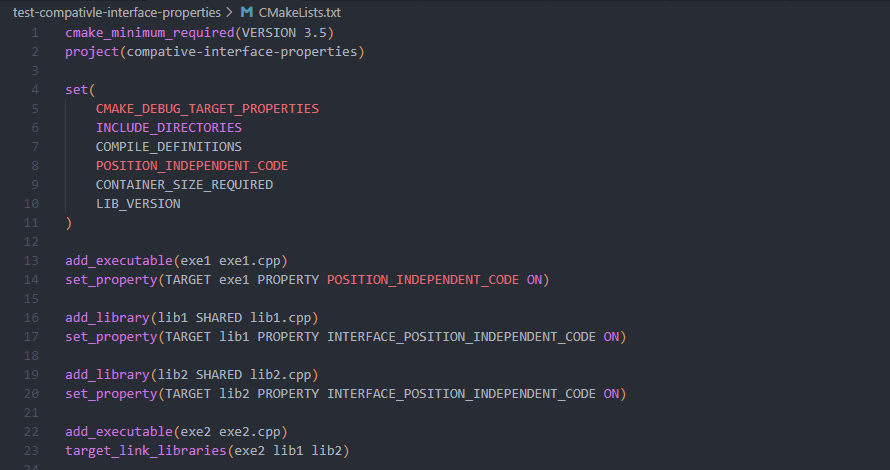 test-compativle-interface-properties > CMakeLists.txt
1 cmake_minimum_required(VERSION 3.5)
2 project(compative-interface-properties)
3
4 set(
5 CMAKE_DEBUG_TARGET_PROPERTIES
6 INCLUDE_DIRECTORIES
7 COMPILE_DEFINITIONS
8 POSITION_INDEPENDENT_CODE
9 CONTAINER_SIZE_REQUIRED
10 LIB_VERSION
11 )
12
13 add_executable(exe1 exe1.cpp)
14 set_property(TARGET exe1 PROPERTY POSITION_INDEPENDENT_CODE ON)
15
16 add_library(lib1 SHARED lib1.cpp)
17 set_property(TARGET lib1 PROPERTY INTERFACE_POSITION_INDEPENDENT_CODE ON)
18
19 add_library(lib2 SHARED lib2.cpp)
20 set_property(TARGET lib2 PROPERTY INTERFACE_POSITION_INDEPENDENT_CODE ON)
21
22 add_executable(exe2 exe2.cpp)
23 target_link_libraries(exe2 lib1 lib2)
24